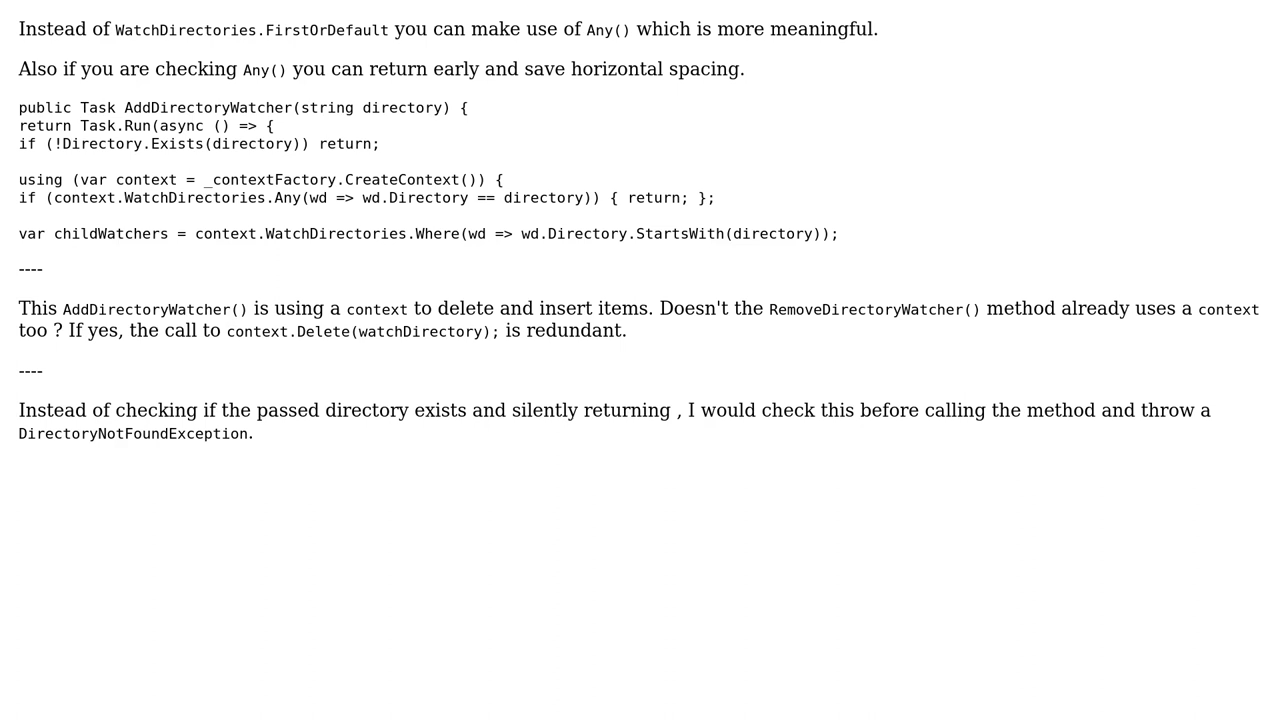 Instead of WatchDirectories.FirstOrDefault you can make use of Any() which is more meaningful.
Also if you are checking Any() you can return early and save horizontal spacing.
public Task AddDirectoryWatcher(string directory) {
return Task.Run(async () => {
if (!Directory.Exists(directory)) return;
using (var context = _contextFactory.CreateContext()) {
if (context.WatchDirectories.Any(wd => wd.Directory == directory)) { return; };
var childWatchers = context.WatchDirectories.Where(wd => wd.Directory.StartsWith(directory));
----
This AddDirectoryWatcher() is using a context to delete and insert items. Doesn't the RemoveDirectoryWatcher() method already uses a context
too ? If yes, the call to context.Delete(watchDirectory); is redundant.
----
Instead of checking if the passed directory exists and silently returning , I would check this before calling the method and throw a
DirectoryNotFoundException.